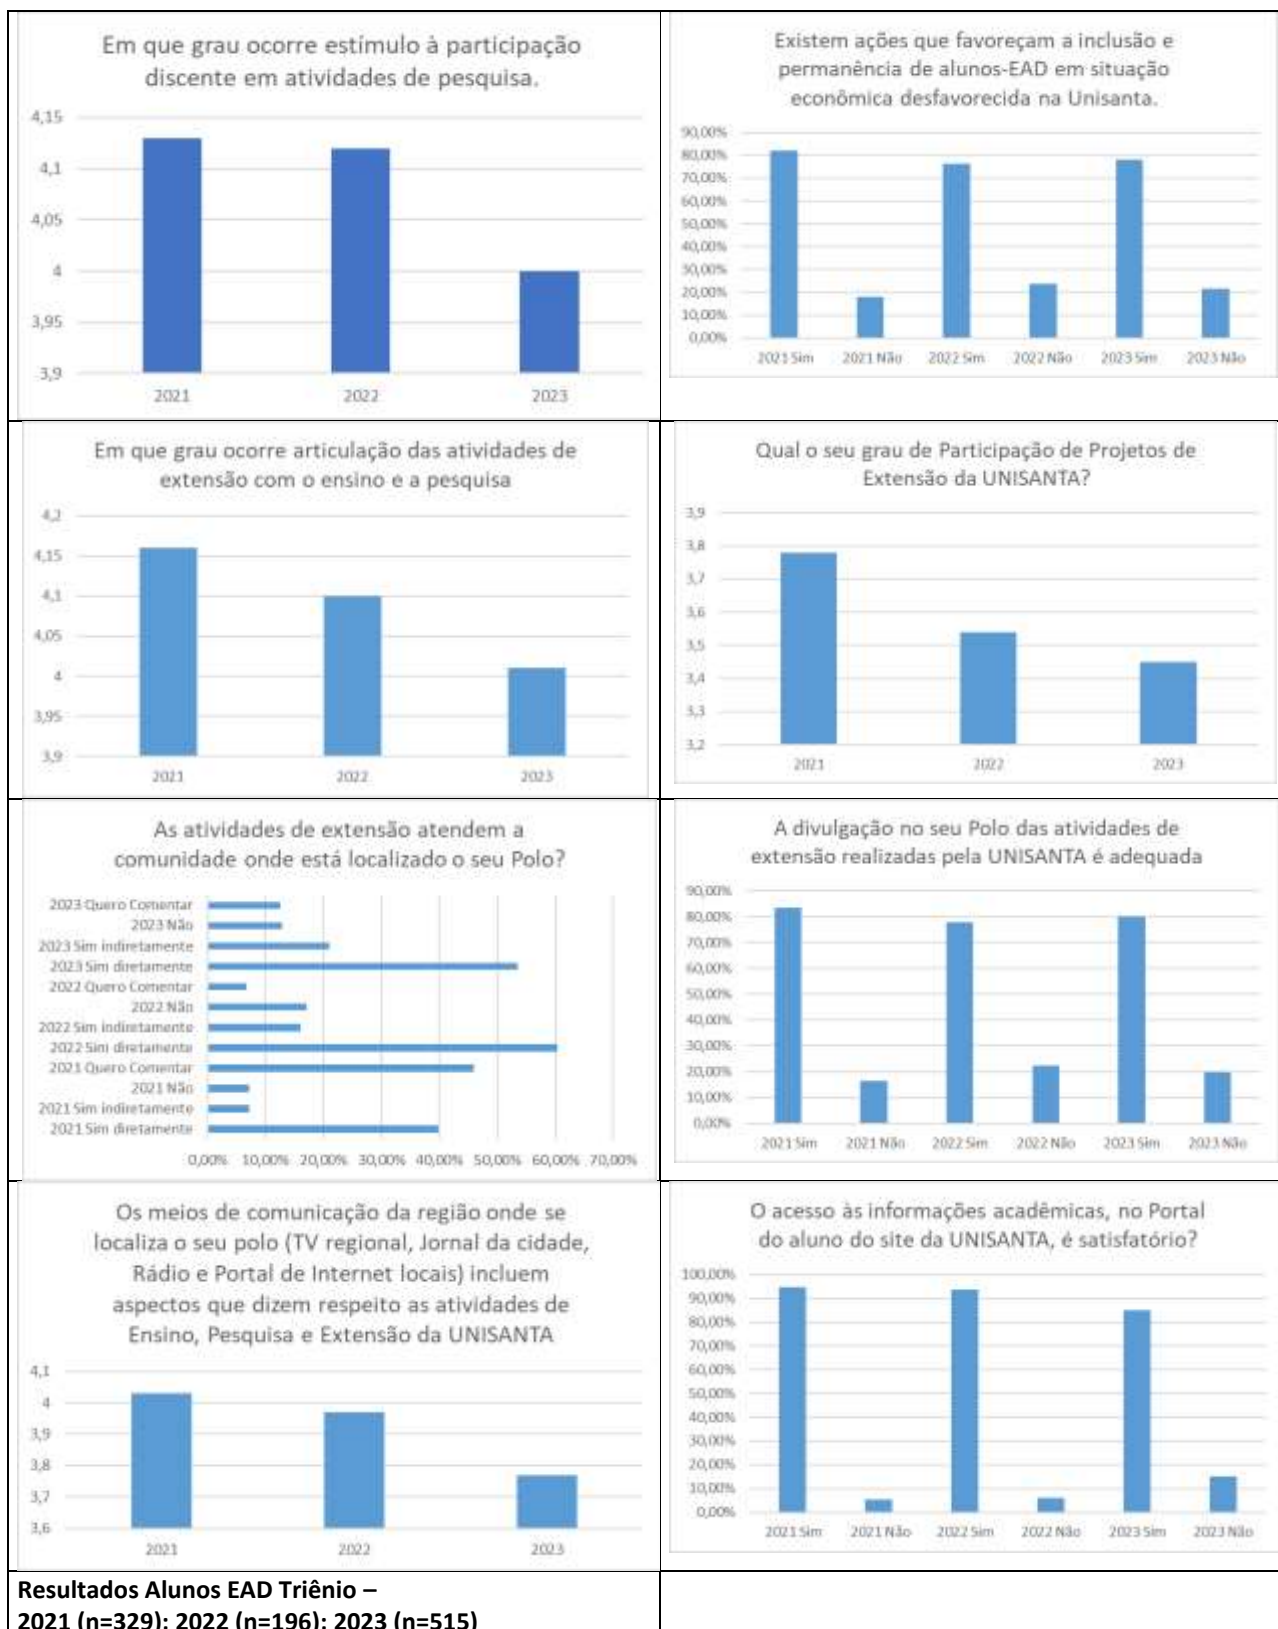 Em que grau ocorre estímulo à participação
discente em atividades de pesquisa.
4,15
4,1
4,05
4
3,95
3,9
2021 2022 2023
Existem ações que favoreçam a inclusão e
permanência de alunos-EAD em situação
econômica desfavorecida na Unisanta.
90,00%
80,00%
70,00%
60,00%
50,00%
40,00%
30,00%
20,00%
10,00%
0,00%
2021 Sim 2021 Não 2022 Sim 2022 Não 2023 Sim 2023 Não
Em que grau ocorre articulação das atividades de
extensão com o ensino e a pesquisa
4,2
4,15
4,1
4,05
4
3,95
3,9
2021 2022 2023
Qual o seu grau de Participação de Projetos de
Extensão da UNISANTA?
3,9
3,8
3,7
3,6
3,5
3,4
3,3
3,2
2021 2022 2023
As atividades de extensão atendem a
comunidade onde está localizado o seu Polo?
2023 Quero Comentar
2023 Não
2023 Sim indiretamente
2023 Sim diretamente
2022 Quero Comentar
2022 Não
2022 Sim indiretamente
2022 Sim diretamente
2021 Quero Comentar
2021 Não
2021 Sim indiretamente
2021 Sim diretamente
0,00% 10,00% 20,00% 30,00% 40,00% 50,00% 60,00% 70,00%
A divulgação no seu Polo das atividades de
extensão realizadas pela UNISANTA é adequada
90,00%
80,00%
70,00%
60,00%
50,00%
40,00%
30,00%
20,00%
10,00%
0,00%
2021 Sim 2021 Não 2022 Sim 2022 Não 2023 Sim 2023 Não
Os meios de comunicação da região onde se
localiza o seu polo (TV regional, Jornal da cidade,
Rádio e Portal de Internet locais) incluem
aspectos que dizem respeito as atividades de
Ensino, Pesquisa e Extensão da UNISANTA
4,1
4
3,9
3,8
3,7
3,6
2021 2022 2023
O acesso às informações acadêmicas, no Portal
do aluno do site da UNISANTA, é satisfatório?
100,00%
90,00%
80,00%
70,00%
60,00%
50,00%
40,00%
30,00%
20,00%
10,00%
0,00%
2021 Sim 2021 Não 2022 Sim 2022 Não 2023 Sim 2023 Não
Resultados Alunos EAD Triênio –
2021 (n=329); 2022 (n=196); 2023 (n=515)